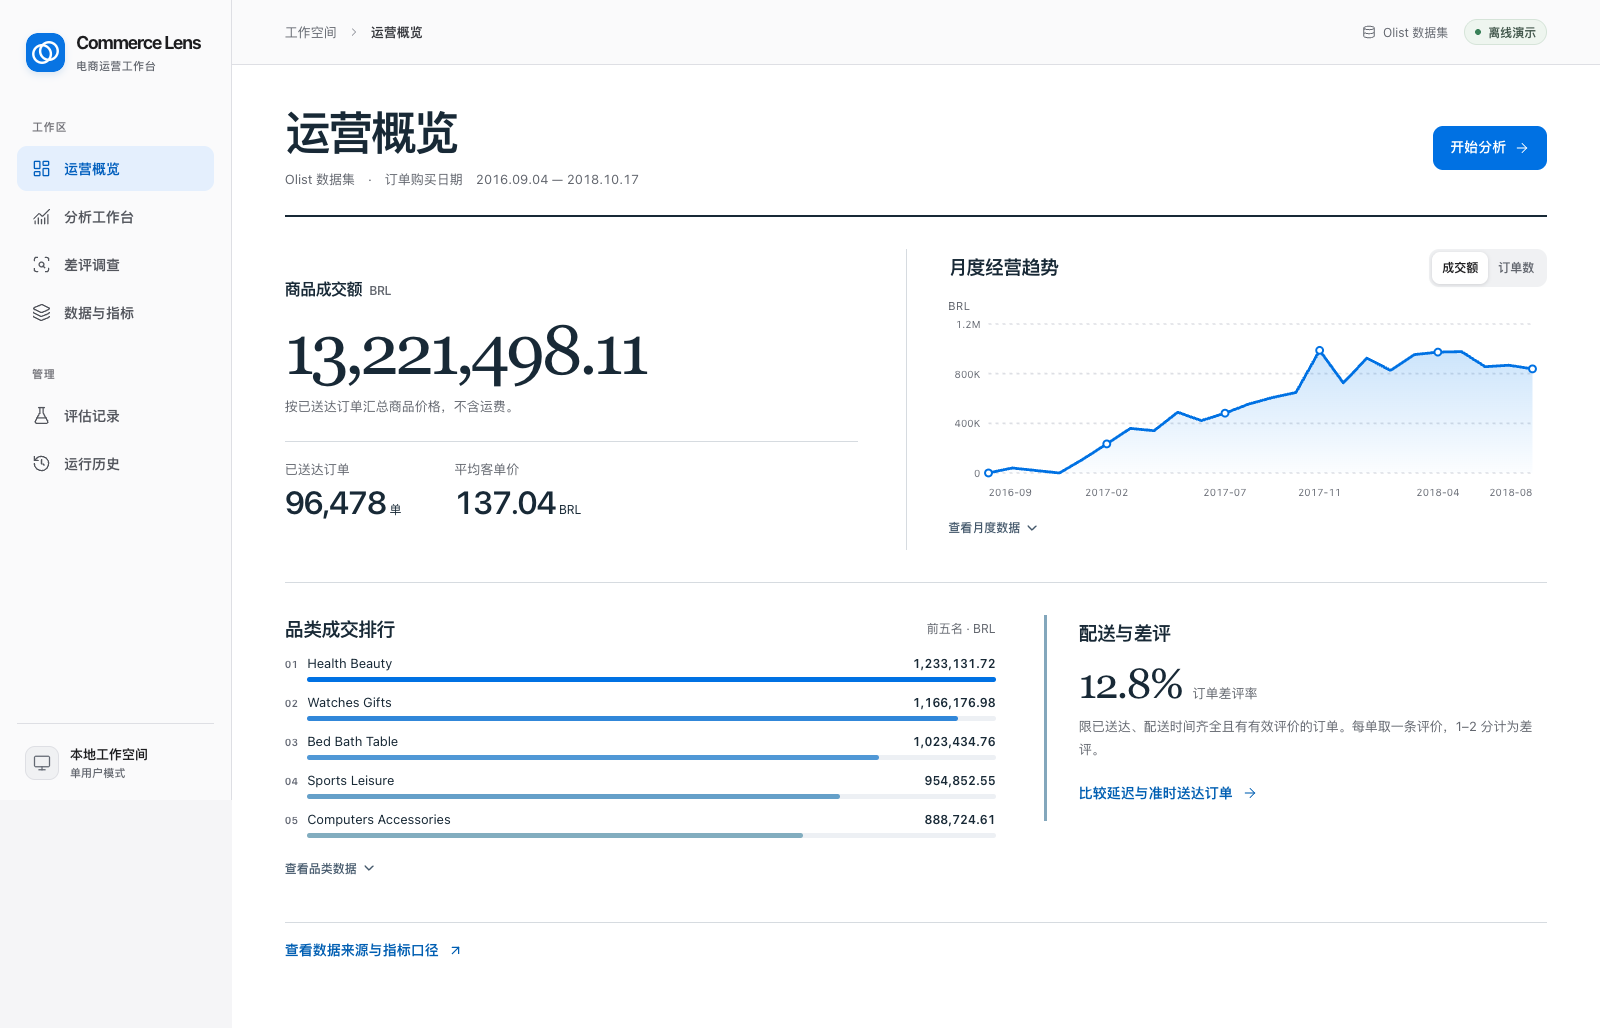 Commerce Lens
电商运营工作台
工作区
运营概览
分析工作台
差评调查
数据与指标
管理
评估记录
运行历史
本地工作空间
单用户模式
工作空间 > 运营概览
Olist 数据集
离线演示
运营概览
Olist 数据集 · 订单购买日期 2016.09.04 — 2018.10.17
开始分析 →
商品成交额 BRL
13,221,498.11
按已送达订单汇总商品价格，不含运费。
已送达订单
96,478 单
平均客单价
137.04 BRL
月度经营趋势
成交额 订单数
BRL
1.2M
800K
400K
0
2016-09 2017-02 2017-07 2017-11 2018-04 2018-08
查看月度数据
品类成交排行
前五名 · BRL
01 Health Beauty 1,233,131.72
02 Watches Gifts 1,166,176.98
03 Bed Bath Table 1,023,434.76
04 Sports Leisure 954,852.55
05 Computers Accessories 888,724.61
查看品类数据
配送与差评
12.8% 订单差评率
限已送达、配送时间齐全且有有效评价的订单。每单取一条评价，1–2 分计为差
评。
比较延迟与准时送达订单 →
查看数据来源与指标口径 ↗